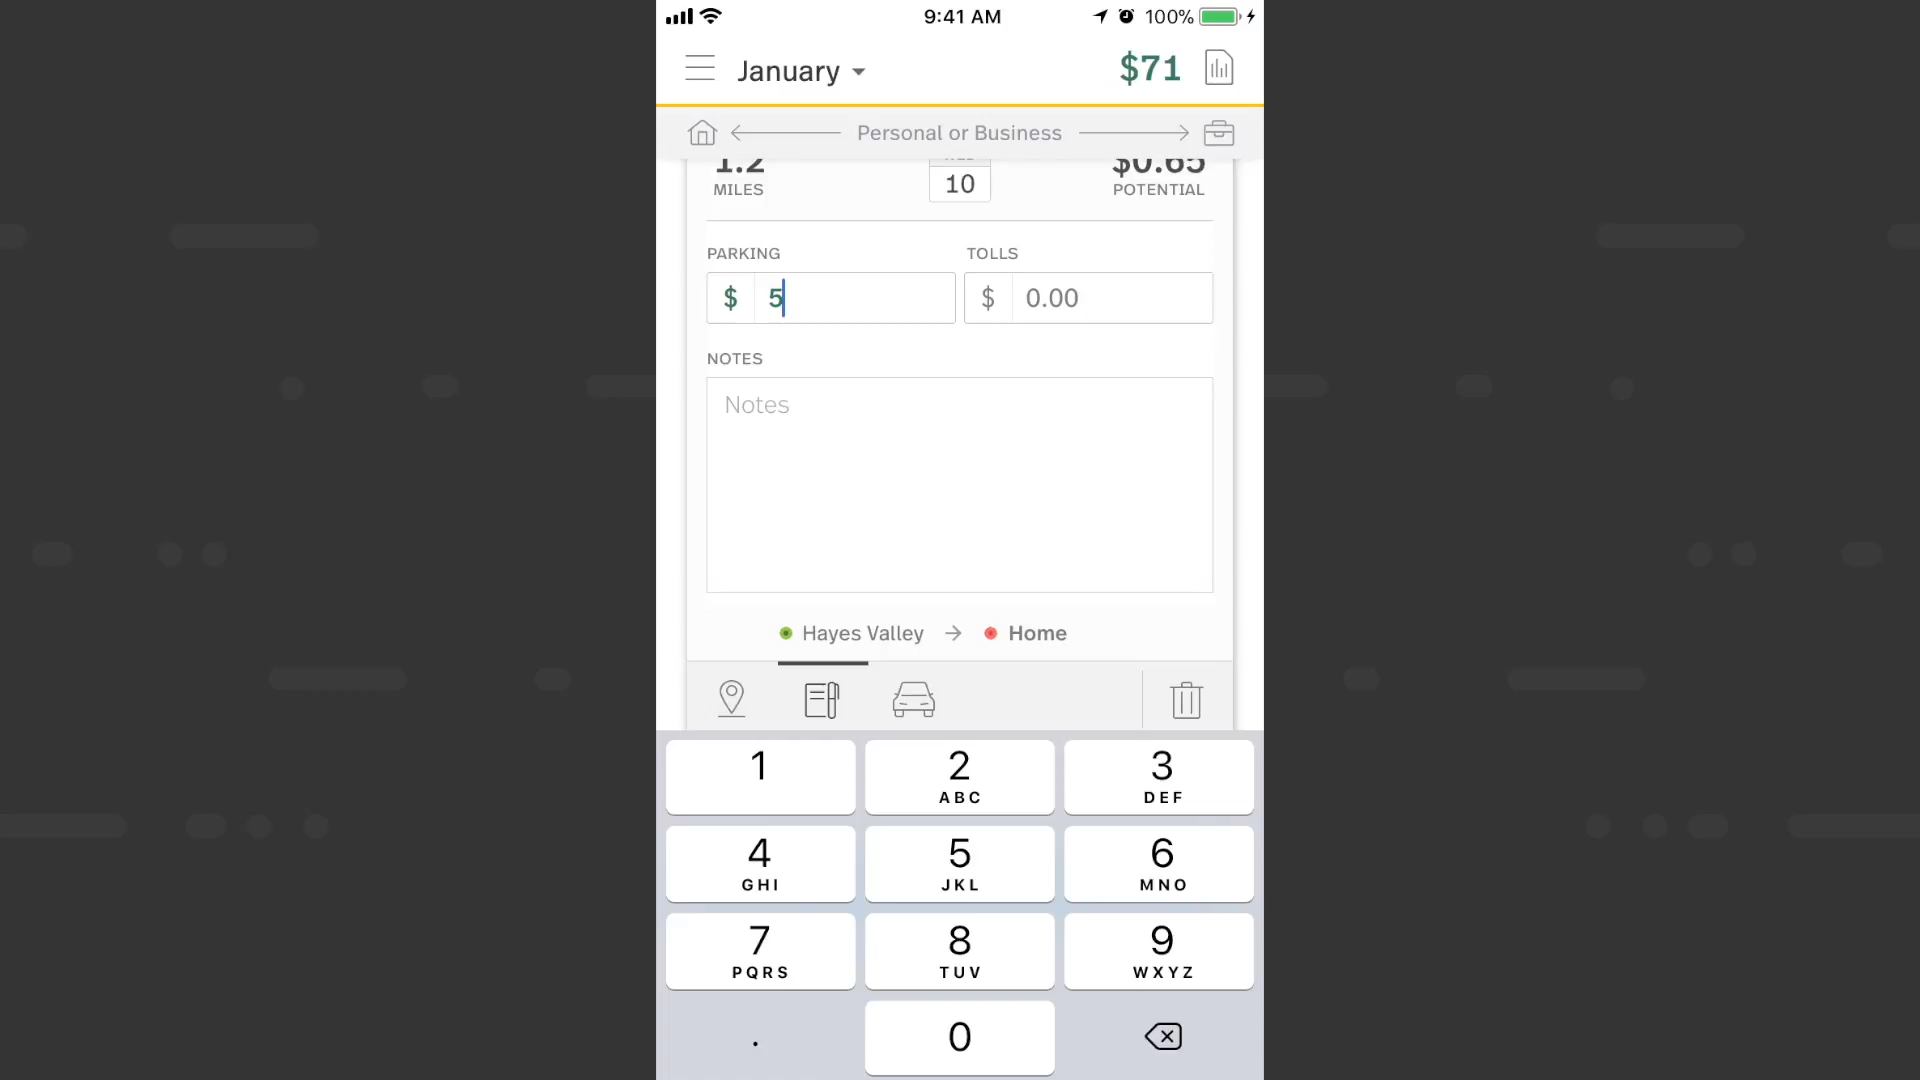 9:41 AM 100%
January $71
Personal or Business
1.2 10 $0.65
MILES POTENTIAL
PARKING TOLLS
$ 5 $ 0.00
NOTES
Notes
Hayes Valley → Home
1 2 3
ABC DEF
4 5 6
GHI JKL MNO
7 8 9
PQRS TUV WXYZ
. 0